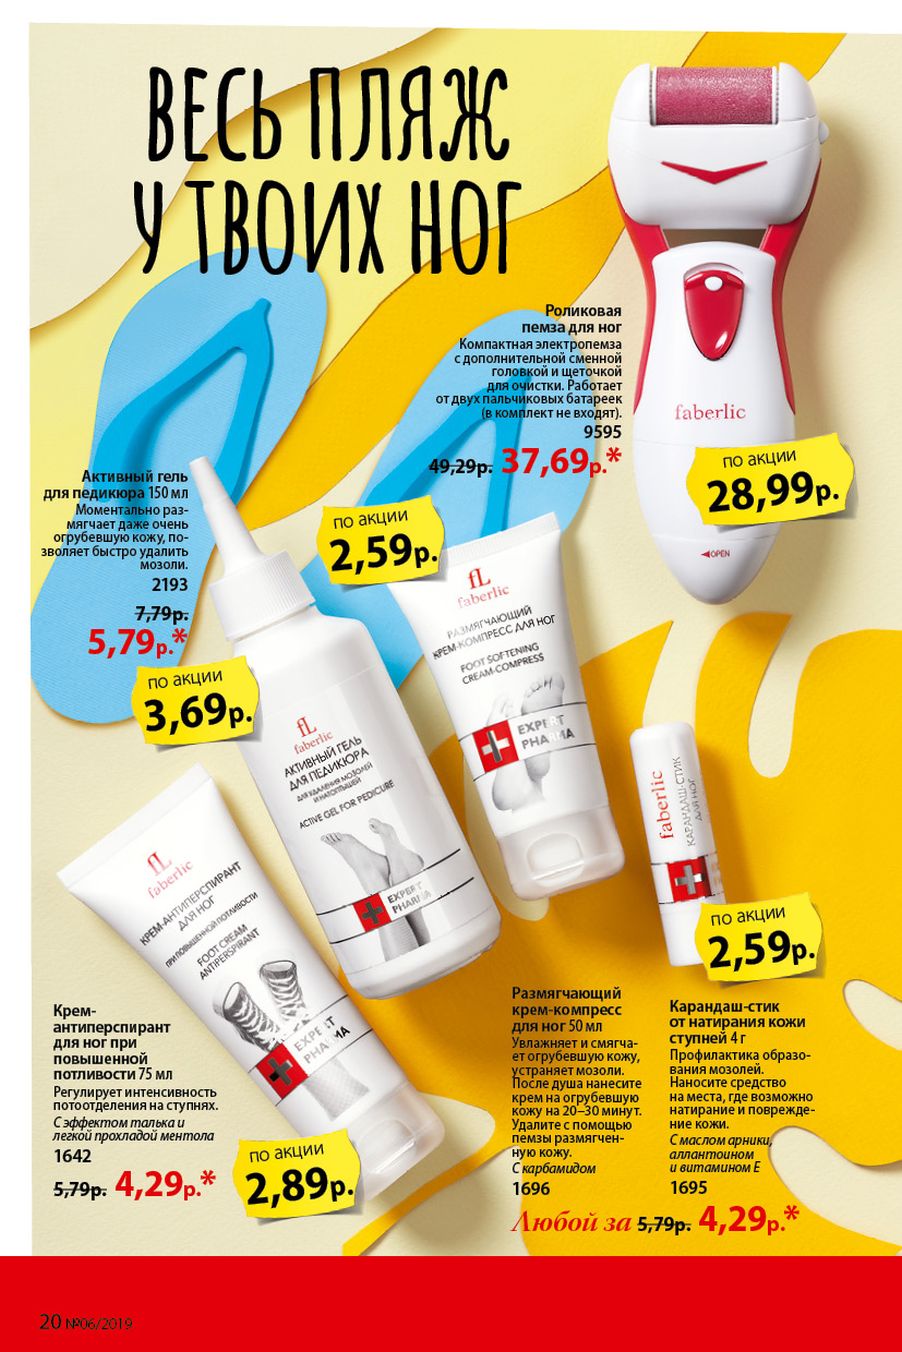 ВЕСЬ ПЛЯЖ
У ТВОИХ НОГ
Роликовая
пемза для ног
Компактная электропемза
с дополнительной сменной
головкой и щеточкой
для очистки. Работает
от двух пальчиковых батареек
(в комплект не входят).
9595
49,29р. 37,69р.*
faberlic
по акции
28,99р.
◄OPEN
Активный гель
для педикюра 150 мл
Моментально раз-
мягчает даже очень
огрубевшую кожу, по-
зволяет быстро удалить
мозоли.
2193
7,79р.
5,79р.*
по акции
3,69р.
по акции
2,59р.
fL
faberlic
РАЗМЯГЧАЮЩИЙ
КРЕМ-КОМПРЕСС ДЛЯ НОГ
FOOT SOFTENING
CREAM-COMPRESS
EXPERT
PHARMA
fL
faberlic
АКТИВНЫЙ ГЕЛЬ
ДЛЯ ПЕДИКЮРА
ДЛЯ УДАЛЕНИЯ МОЗОЛЕЙ
И НАТОПТЫШЕЙ
ACTIVE GEL FOR PEDICURE
EXPERT
PHARMA
faberlic
КАРАНДАШ-СТИК
ДЛЯ НОГ
по акции
2,59р.
fL
faberlic
КРЕМ-АНТИПЕРСПИРАНТ
ДЛЯ НОГ
ПРИ ПОВЫШЕННОЙ ПОТЛИВОСТИ
FOOT CREAM
ANTIPERSPIRANT
EXPERT
PHARMA
Крем-
антиперспирант
для ног при
повышенной
потливости 75 мл
Регулирует интенсивность
потоотделения на ступнях.
С эффектом талька и
легкой прохладой ментола
1642
5,79р. 4,29р.*
по акции
2,89р.
Размягчающий
крем-компресс
для ног 50 мл
Увлажняет и смягча-
ет огрубевшую кожу,
устраняет мозоли.
После душа нанесите
крем на огрубевшую
кожу на 20–30 минут.
Удалите с помощью
пемзы размягчен-
ную кожу.
С карбамидом
1696
Карандаш-стик
от натирания кожи
ступней 4 г
Профилактика образо-
вания мозолей.
Наносите средство
на места, где возможно
натирание и поврежде-
ние кожи.
С маслом арники,
аллантоином
и витамином Е
1695
Любой за 5,79р. 4,29р.*
20 №06/2019